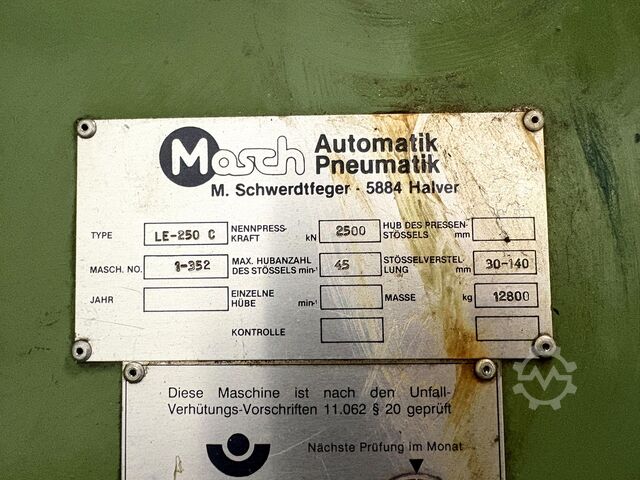 Masch Automatik
Pneumatik
M. Schwerdtfeger · 5884 Halver
TYPE LE-250 C NENNPRESS-
KRAFT kN 2500 HUB DES PRESSEN-
STÖSSELS mm
MASCH. NO. 1-352 MAX. HUBANZAHL
DES STÖSSELS min-¹ 45 STÖSSELVERSTEL-
LUNG mm 30-140
JAHR EINZELNE
HÜBE min-¹ MASSE kg 12800
KONTROLLE
Diese Maschine ist nach den Unfall-
Verhütungs-Vorschriften 11.062 § 20 geprüft
Nächste Prüfung im Monat